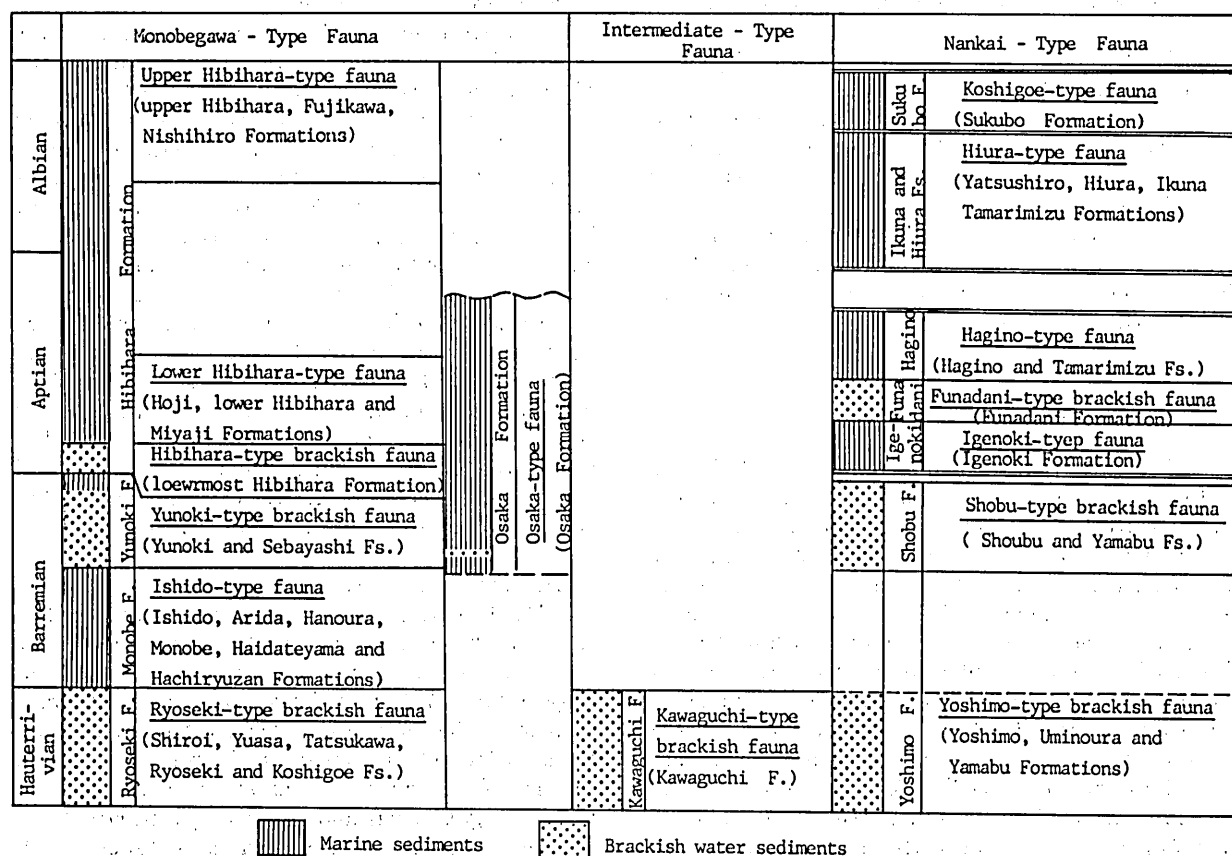 Monobegawa - Type Fauna
Intermediate - Type
Fauna
Nankai - Type Fauna
Albian
Aptian
Barremian
Hauterri-
vian
Hibihara Formation
Yunoki F.
Monobe F.
Ryoseki F.
Upper Hibihara-type fauna
(upper Hibihara, Fujikawa,
Nishihiro Formations)
Lower Hibihara-type fauna
(Hoji, lower Hibihara and
Miyaji Formations)
Hibihara-type brackish fauna
(loewrmost Hibihara Formation)
Yunoki-type brackish fauna
(Yunoki and Sebayashi Fs.)
Ishido-type fauna
(Ishido, Arida, Hanoura,
Monobe, Haidateyama and
Hachiryuzan Formations)
Ryoseki-type brackish fauna
(Shiroi, Yuasa, Tatsukawa,
Ryoseki and Koshigoe Fs.)
Osaka Formation
Osaka-type fauna
(Osaka Formation)
Kawaguchi F.
Kawaguchi-type
brackish fauna
(Kawaguchi F.)
Suku
bo F.
Ikuna and
Hiura Fs.
Hagino
Funa
dani
Ige-
noki
Shobu F.
Yoshimo F.
Koshigoe-type fauna
(Sukubo Formation)
Hiura-type fauna
(Yatsushiro, Hiura, Ikuna
Tamarimizu Formations)
Hagino-type fauna
(Hagino and Tamarimizu Fs.)
Funadani-type brackish fauna
(Funadani Formation)
Igenoki-tyep fauna
(Igenoki Formation)
Shobu-type brackish fauna
( Shoubu and Yamabu Fs.)
Yoshimo-type brackish fauna
(Yoshimo, Uminoura and
Yamabu Formations)
Marine sediments
Brackish water sediments